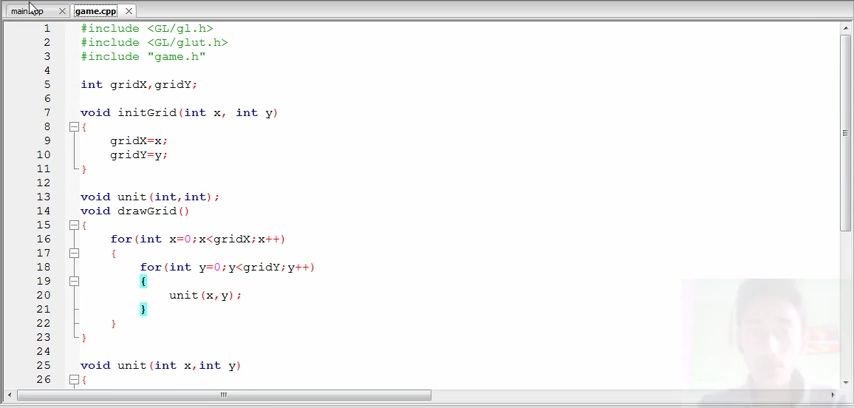 main.cpp game.cpp
1 #include <GL/gl.h>
2 #include <GL/glut.h>
3 #include "game.h"
4
5 int gridX,gridY;
6
7 void initGrid(int x, int y)
8 {
9 gridX=x;
10 gridY=y;
11 }
12
13 void unit(int,int);
14 void drawGrid()
15 {
16 for(int x=0;x<gridX;x++)
17 {
18 for(int y=0;y<gridY;y++)
19 {
20 unit(x,y);
21 }
22 }
23 }
24
25 void unit(int x,int y)
26 {